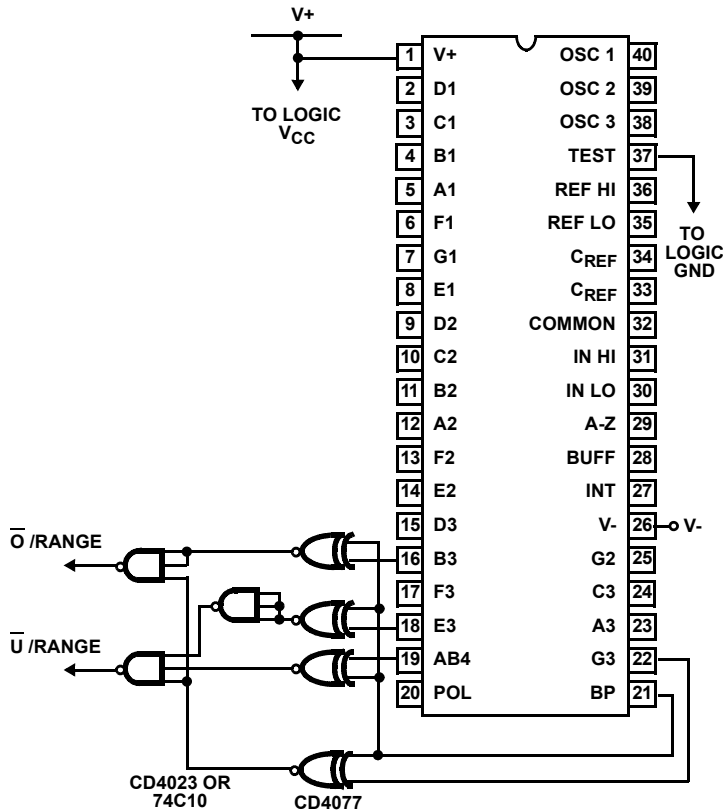 V+
TO LOGIC
VCC
1 V+ OSC 1 40
2 D1 OSC 2 39
3 C1 OSC 3 38
4 B1 TEST 37
5 A1 REF HI 36
6 F1 REF LO 35
7 G1 CREF 34
8 E1 CREF 33
9 D2 COMMON 32
10 C2 IN HI 31
11 B2 IN LO 30
12 A2 A-Z 29
13 F2 BUFF 28
14 E2 INT 27
15 D3 V- 26 V-
16 B3 G2 25
17 F3 C3 24
18 E3 A3 23
19 AB4 G3 22
20 POL BP 21
TO
LOGIC
GND
O̅ /RANGE
U̅ /RANGE
CD4023 OR
74C10
CD4077